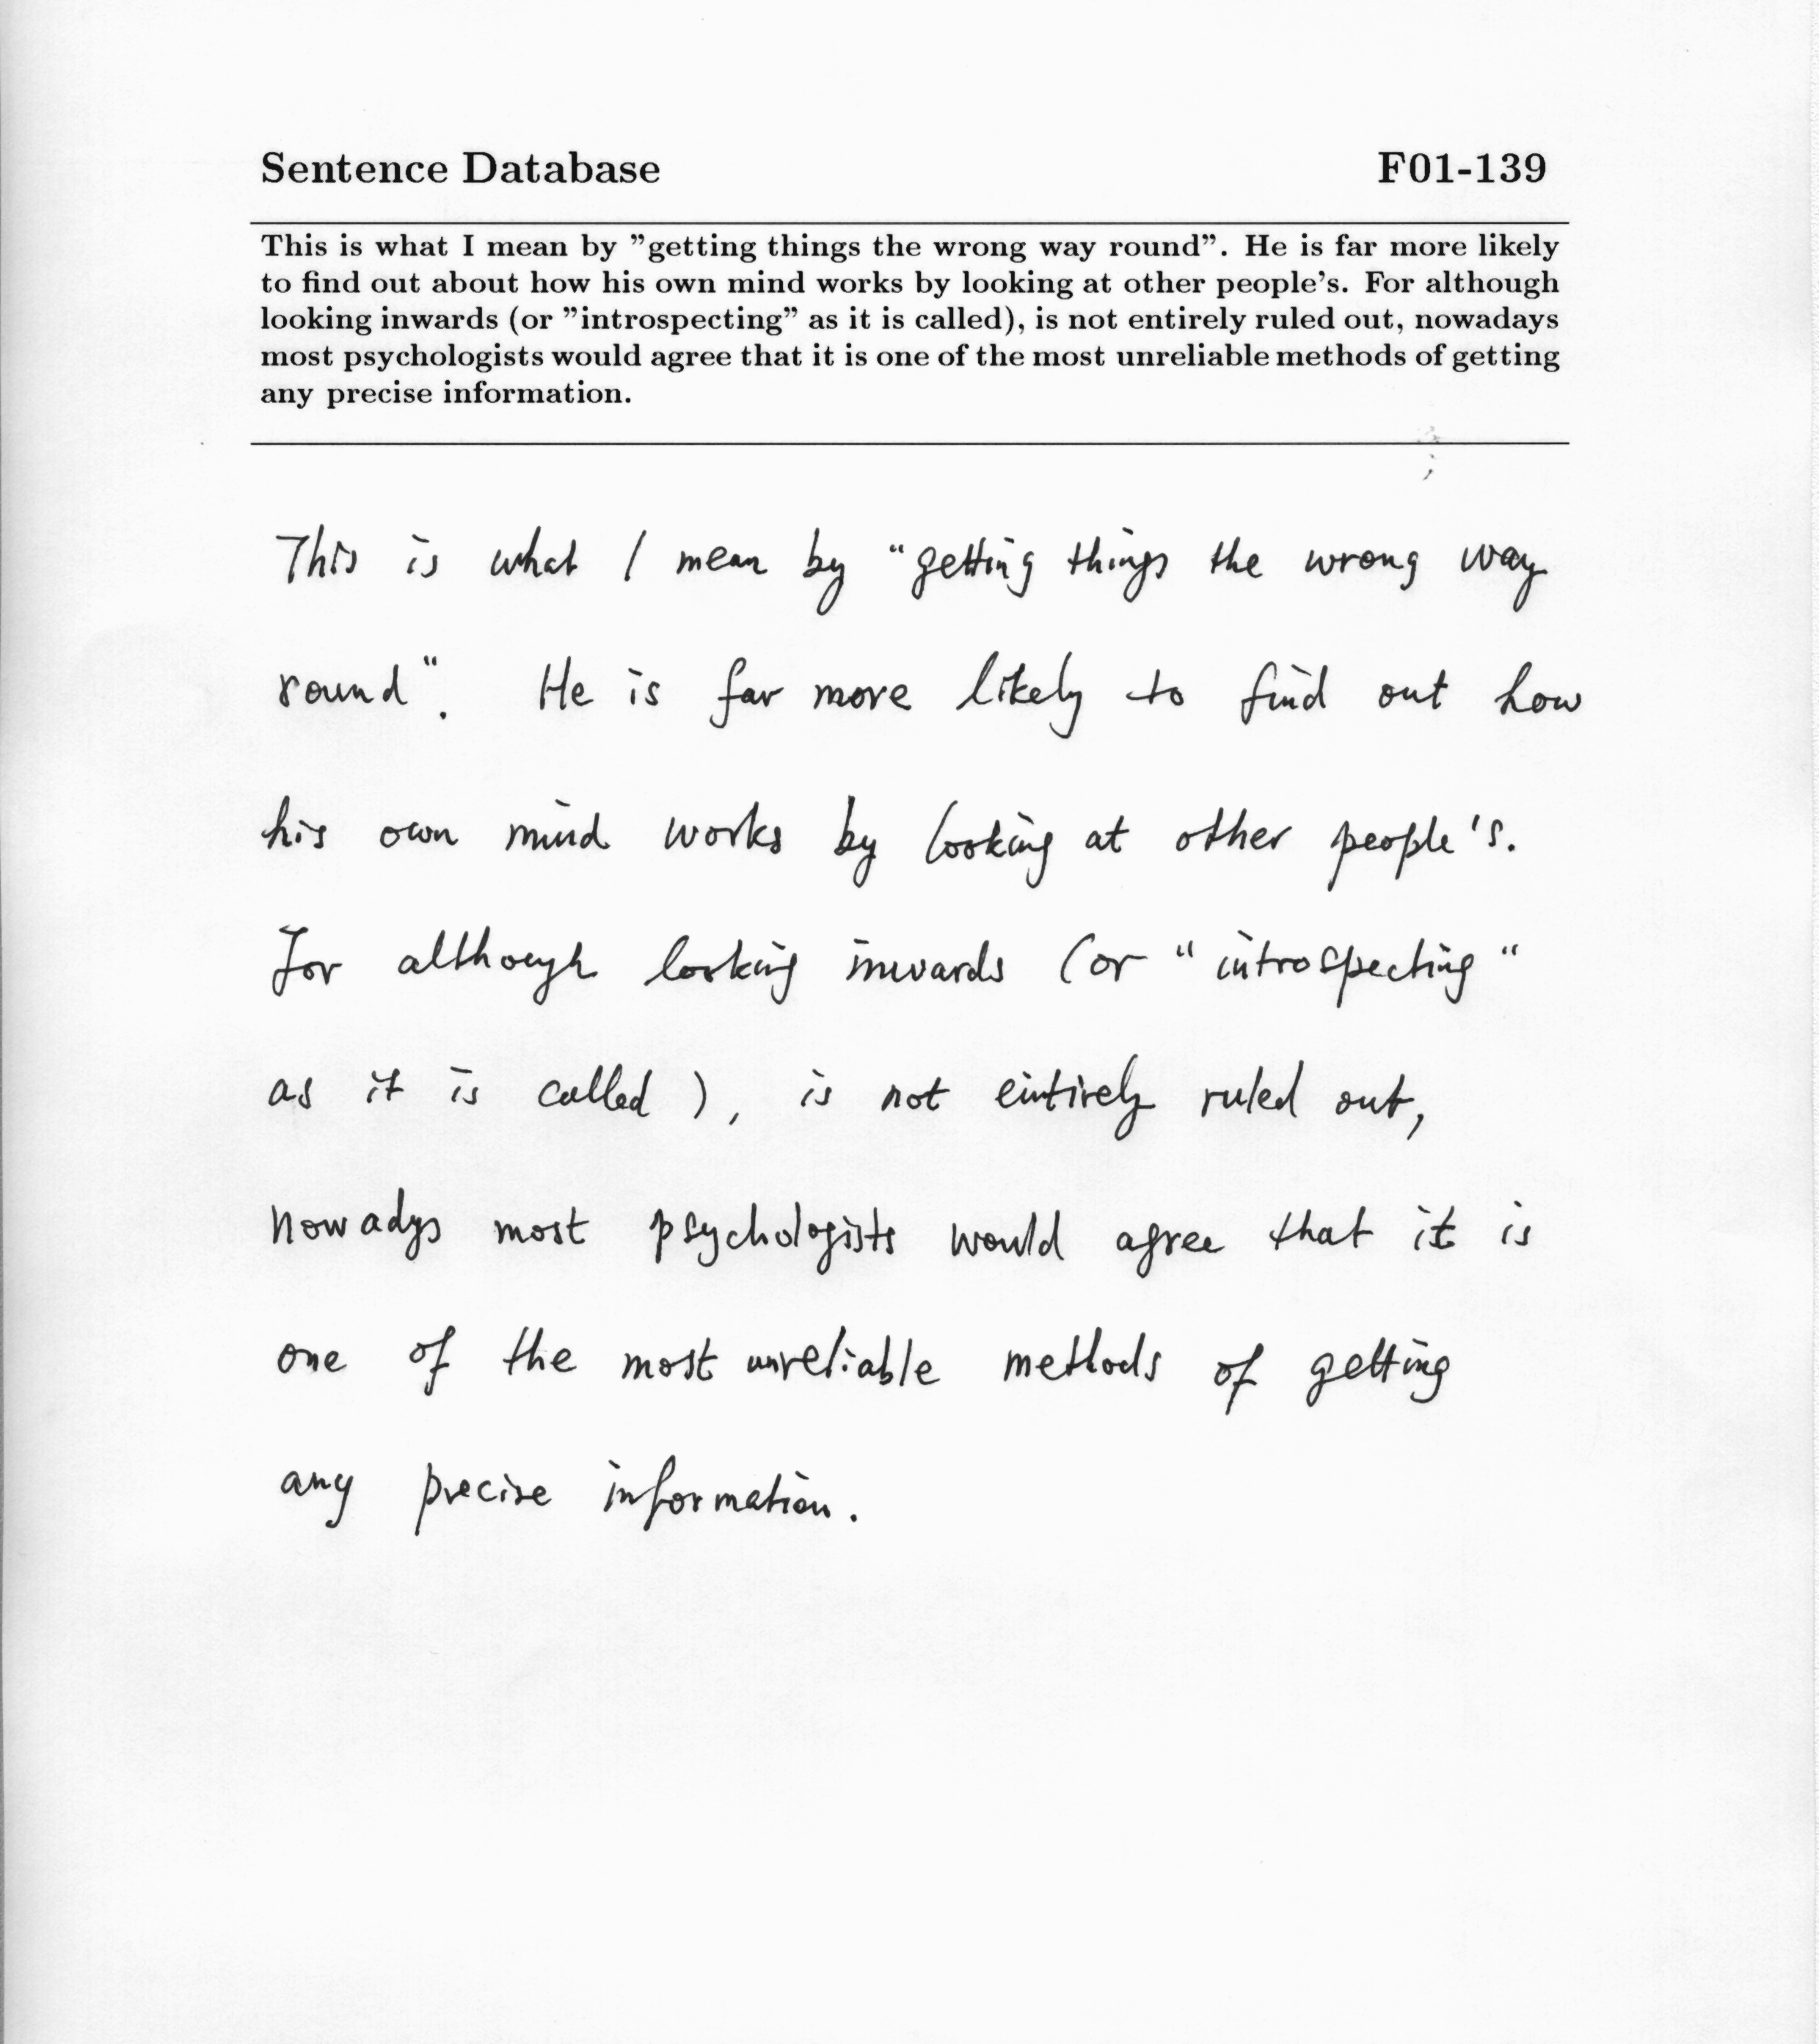 Sentence Database F01-139
This is what I mean by ”getting things the wrong way round”. He is far more likely
to find out about how his own mind works by looking at other people's. For although
looking inwards (or ”introspecting” as it is called), is not entirely ruled out, nowadays
most psychologists would agree that it is one of the most unreliable methods of getting
any precise information.
This is what I mean by “getting things the wrong way
round“. He is far more likely to find out how
his own mind works by looking at other people's.
For although looking inwards (or “introspecting“
as it is called), is not entirely ruled out,
nowadys most psychologists would agree that it is
one of the most unreliable methods of getting
any precise information.